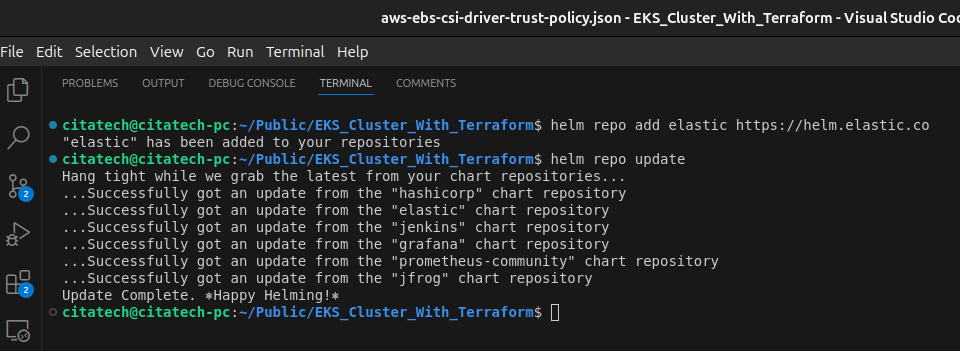 aws-ebs-csi-driver-trust-policy.json - EKS_Cluster_With_Terraform - Visual Studio Co
File Edit Selection View Go Run Terminal Help
PROBLEMS OUTPUT DEBUG CONSOLE TERMINAL COMMENTS
citatech@citatech-pc:~/Public/EKS_Cluster_With_Terraform$ helm repo add elastic https://helm.elastic.co
"elastic" has been added to your repositories
citatech@citatech-pc:~/Public/EKS_Cluster_With_Terraform$ helm repo update
Hang tight while we grab the latest from your chart repositories...
...Successfully got an update from the "hashicorp" chart repository
...Successfully got an update from the "elastic" chart repository
...Successfully got an update from the "jenkins" chart repository
...Successfully got an update from the "grafana" chart repository
...Successfully got an update from the "prometheus-community" chart repository
...Successfully got an update from the "jfrog" chart repository
Update Complete. ⎈Happy Helming!⎈
citatech@citatech-pc:~/Public/EKS_Cluster_With_Terraform$
2
2